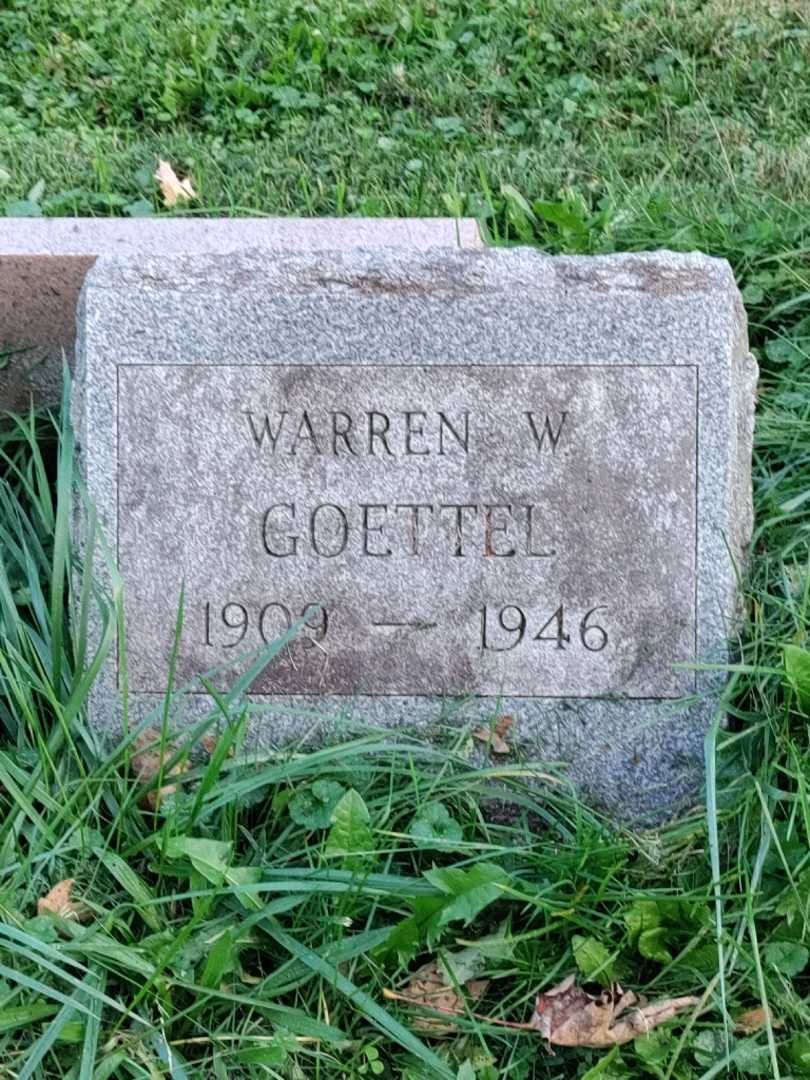 WARREN W.
GOETTEL
1909 — 1946